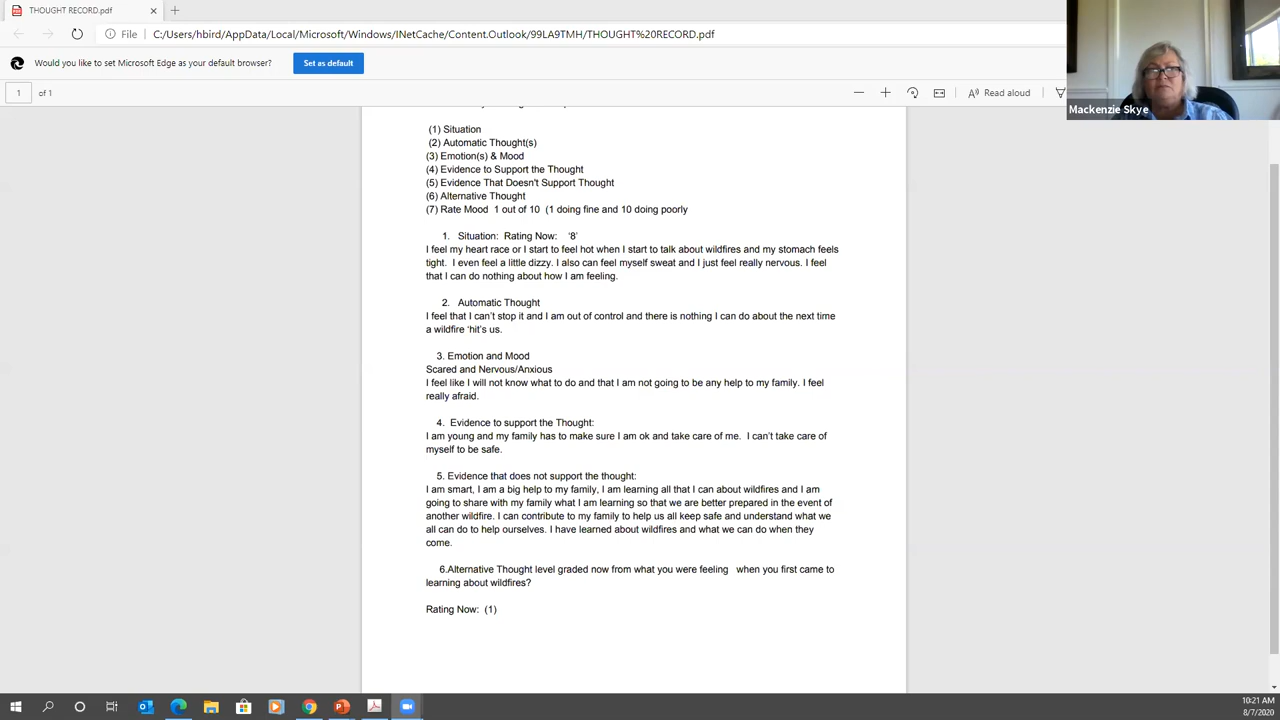 THOUGHT RECORD.pdf
File
C:/Users/hbird/AppData/Local/Microsoft/Windows/INetCache/Content.Outlook/99LA9TMH/THOUGHT%20RECORD.pdf
Would you like to set Microsoft Edge as your default browser?
Set as default
1 of 1
Read aloud
Mackenzie Skye
(1) Situation
(2) Automatic Thought(s)
(3) Emotion(s) & Mood
(4) Evidence to Support the Thought
(5) Evidence That Doesn't Support Thought
(6) Alternative Thought
(7) Rate Mood 1 out of 10 (1 doing fine and 10 doing poorly
1. Situation: Rating Now: ‘8’
I feel my heart race or I start to feel hot when I start to talk about wildfires and my stomach feels
tight. I even feel a little dizzy. I also can feel myself sweat and I just feel really nervous. I feel
that I can do nothing about how I am feeling.
2. Automatic Thought
I feel that I can’t stop it and I am out of control and there is nothing I can do about the next time
a wildfire ‘hit’s us.
3. Emotion and Mood
Scared and Nervous/Anxious
I feel like I will not know what to do and that I am not going to be any help to my family. I feel
really afraid.
4. Evidence to support the Thought:
I am young and my family has to make sure I am ok and take care of me. I can’t take care of
myself to be safe.
5. Evidence that does not support the thought:
I am smart, I am a big help to my family, I am learning all that I can about wildfires and I am
going to share with my family what I am learning so that we are better prepared in the event of
another wildfire. I can contribute to my family to help us all keep safe and understand what we
all can do to help ourselves. I have learned about wildfires and what we can do when they
come.
6.Alternative Thought level graded now from what you were feeling when you first came to
learning about wildfires?
Rating Now: (1)
10:21 AM
8/7/2020